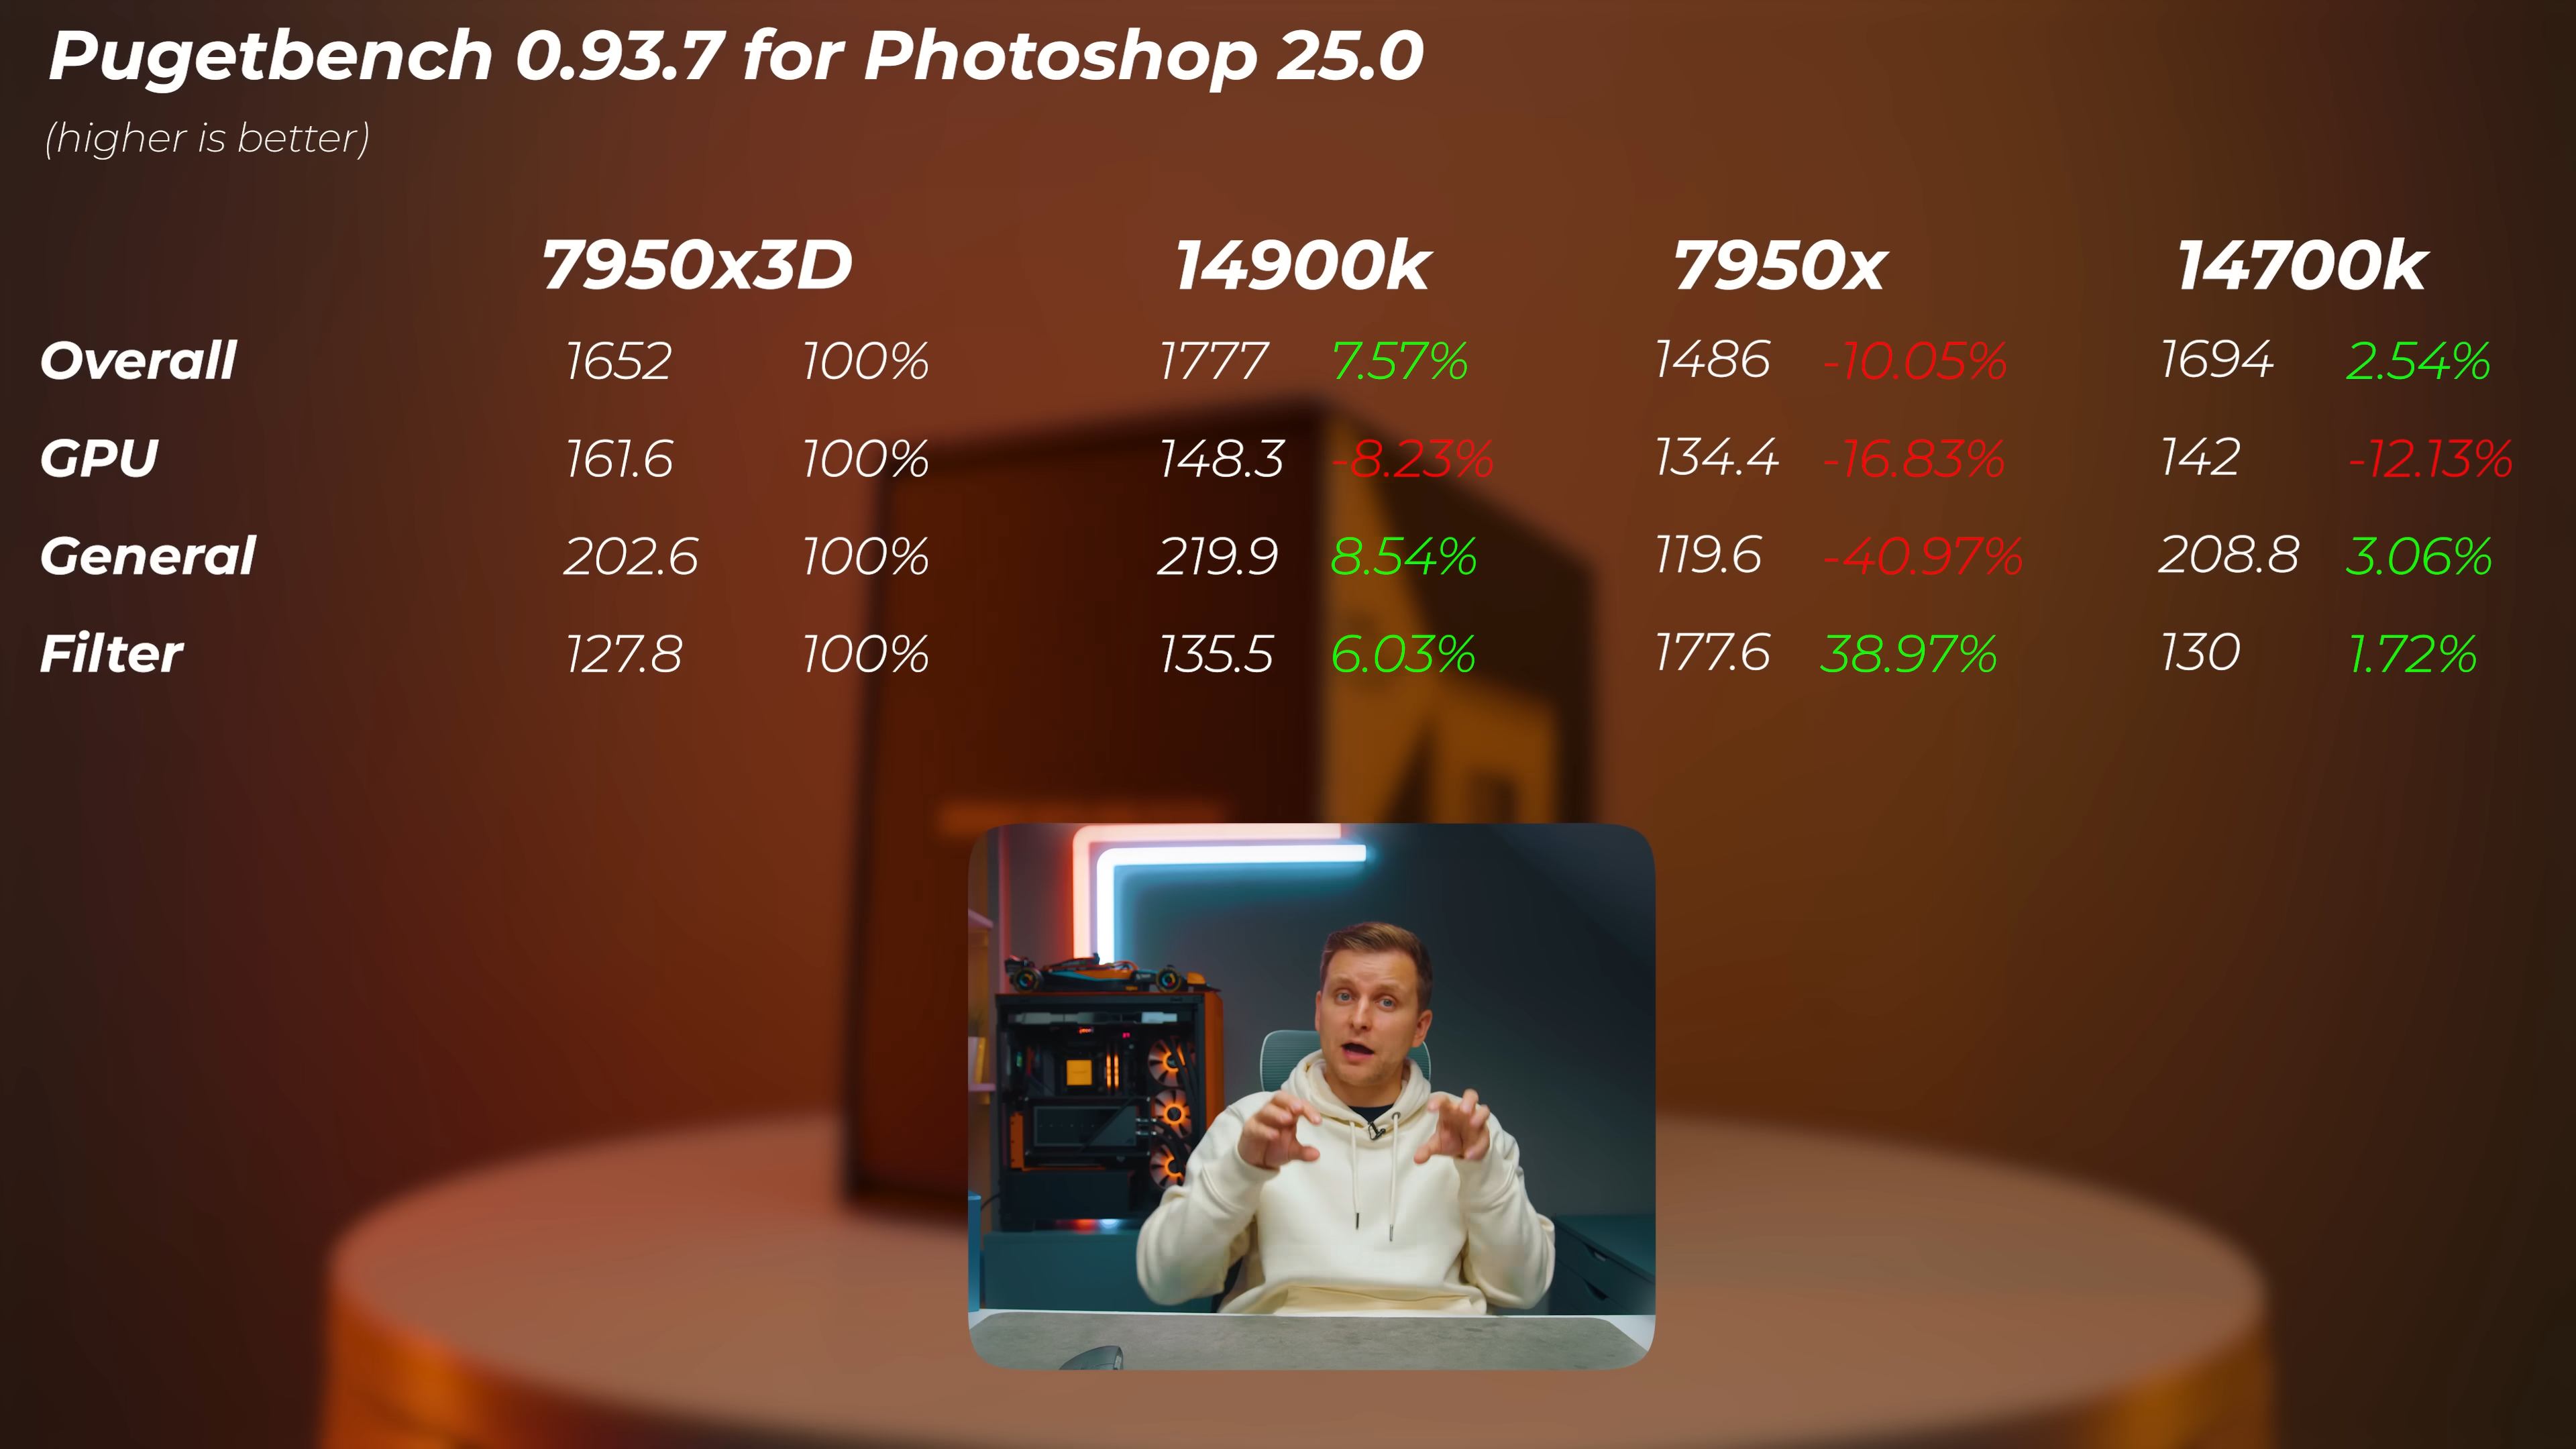 Pugetbench 0.93.7 for Photoshop 25.0
(higher is better)
7950x3D 14900k 7950x 14700k
Overall 1652 100% 1777 7.57% 1486 -10.05% 1694 2.54%
GPU 161.6 100% 148.3 -8.23% 134.4 -16.83% 142 -12.13%
General 202.6 100% 219.9 8.54% 119.6 -40.97% 208.8 3.06%
Filter 127.8 100% 135.5 6.03% 177.6 38.97% 130 1.72%